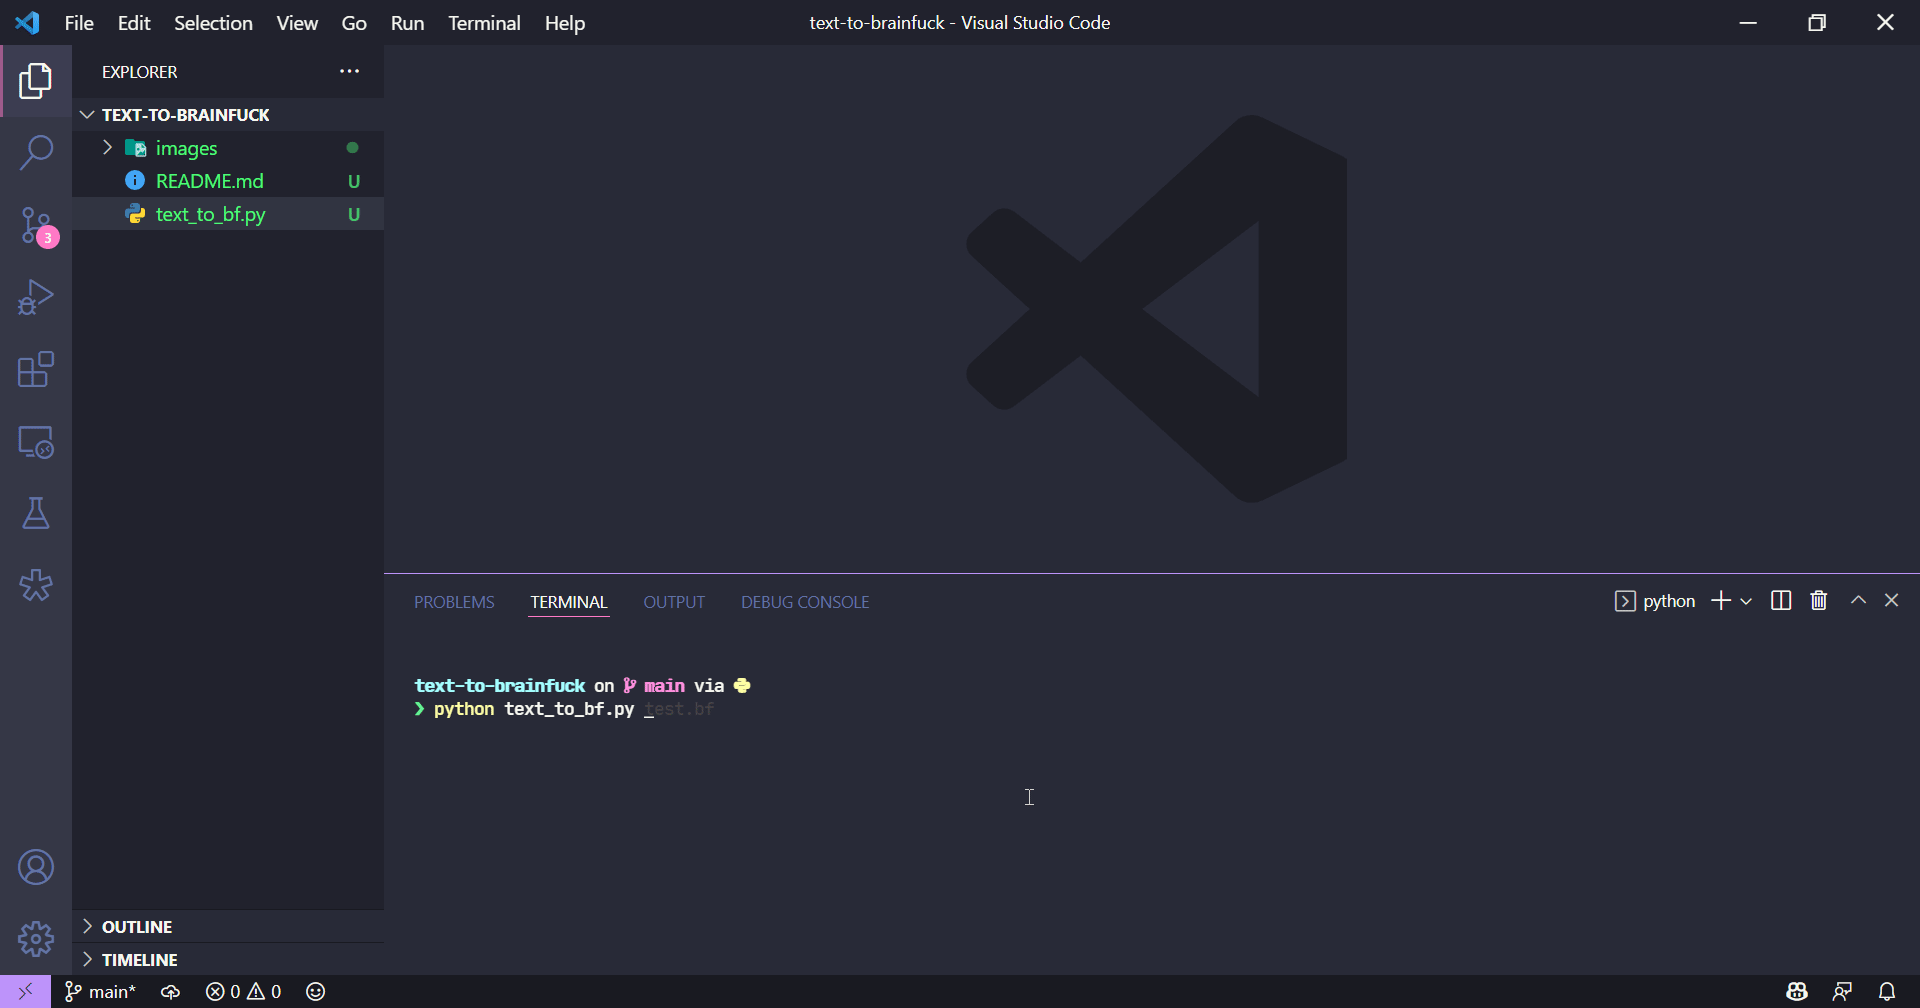 File Edit Selection View Go Run Terminal Help
text-to-brainfuck - Visual Studio Code
EXPLORER
TEXT-TO-BRAINFUCK
images
README.md U
text_to_bf.py U
3
PROBLEMS TERMINAL OUTPUT DEBUG CONSOLE
python
text-to-brainfuck on main via
❯ python text_to_bf.py test.bf
OUTLINE
TIMELINE
main* 0 0